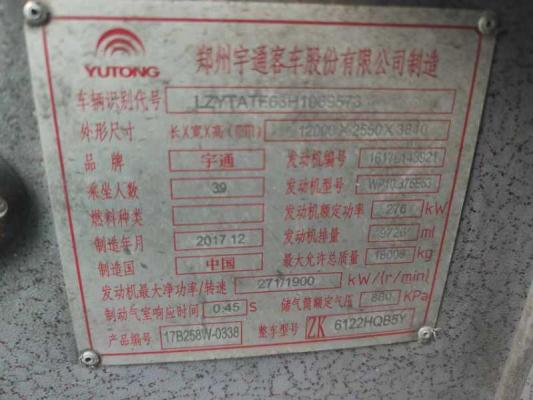 YUTONG 郑州宇通客车股份有限公司制造
车辆识别代号
外形尺寸 长X宽X高 12000X2550X3840
品牌 宇通 发动机编号
乘坐人数 39 发动机型号
燃料种类 发动机额定功率 276 kW
制造年月 2017.12 发动机排量 ml
制造国 中国 最大允许总质量 18000 kg
发动机最大净功率/转速 271/1900 kW/(r/min)
制动气室响应时间 0.45 S 储气筒额定气压 kPa
产品编号 17B258W-0338 整车型号 ZK 6122HQB5Y